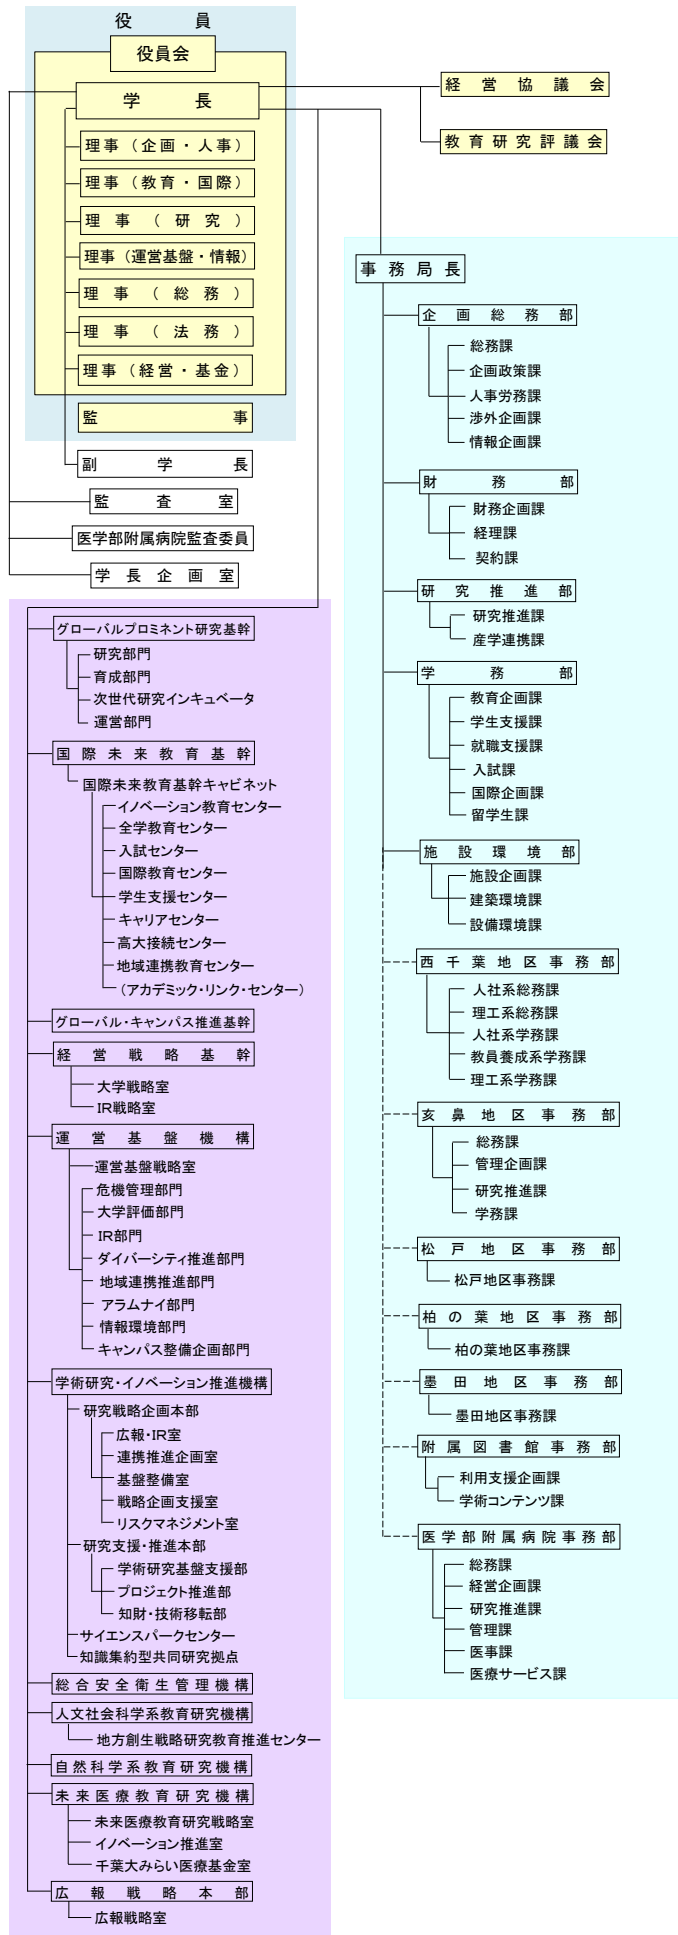 役員
役員会
学長
理事（企画・人事）
理事（教育・国際）
理事（研究）
理事（運営基盤・情報）
理事（総務）
理事（法務）
理事（経営・基金）
監事
副学長
監査室
医学部附属病院監査委員
学長企画室
経営協議会
教育研究評議会
グローバルプロミネント研究基幹
研究部門
育成部門
次世代研究インキュベータ
運営部門
国際未来教育基幹
国際未来教育基幹キャビネット
イノベーション教育センター
全学教育センター
入試センター
国際教育センター
学生支援センター
キャリアセンター
高大接続センター
地域連携教育センター
（アカデミック・リンク・センター）
グローバル・キャンパス推進基幹
経営戦略基幹
大学戦略室
IR戦略室
運営基盤機構
運営基盤戦略室
危機管理部門
大学評価部門
IR部門
ダイバーシティ推進部門
地域連携推進部門
アラムナイ部門
情報環境部門
キャンパス整備企画部門
学術研究・イノベーション推進機構
研究戦略企画本部
広報・IR室
連携推進企画室
基盤整備室
戦略企画支援室
リスクマネジメント室
研究支援・推進本部
学術研究基盤支援部
プロジェクト推進部
知財・技術移転部
サイエンスパークセンター
知識集約型共同研究拠点
総合安全衛生管理機構
人文社会科学系教育研究機構
地方創生戦略研究教育推進センター
自然科学系教育研究機構
未来医療教育研究機構
未来医療教育研究戦略室
イノベーション推進室
千葉大みらい医療基金室
広報戦略本部
広報戦略室
事務局長
企画総務部
総務課
企画政策課
人事労務課
渉外企画課
情報企画課
財務部
財務企画課
経理課
契約課
研究推進部
研究推進課
産学連携課
学務部
教育企画課
学生支援課
就職支援課
入試課
国際企画課
留学生課
施設環境部
施設企画課
建築環境課
設備環境課
西千葉地区事務部
人社系総務課
理工系総務課
人社系学務課
教員養成系学務課
理工系学務課
亥鼻地区事務部
総務課
管理企画課
研究推進課
学務課
松戸地区事務部
松戸地区事務課
柏の葉地区事務部
柏の葉地区事務課
墨田地区事務部
墨田地区事務課
附属図書館事務部
利用支援企画課
学術コンテンツ課
医学部附属病院事務部
総務課
経営企画課
研究推進課
管理課
医事課
医療サービス課